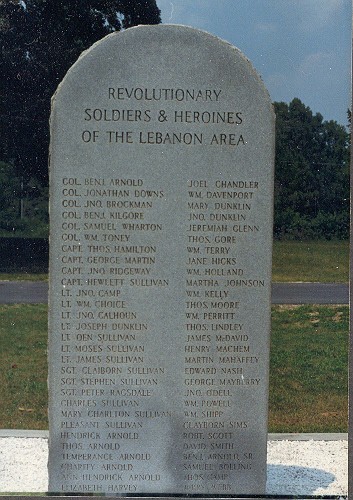 REVOLUTIONARY
SOLDIERS & HEROINES
OF THE LEBANON AREA
COL. BENJ. ARNOLD
COL. JONATHAN DOWNS
COL. JNO. BROCKMAN
COL. BENJ. KILGORE
COL. SAMUEL WHARTON
COL. WM. TONEY
CAPT. THOS. HAMILTON
CAPT. GEORGE MARTIN
CAPT. JNO. RIDGEWAY
CAPT. HEWLETT SULLIVAN
LT. JNO. CAMP
LT. WM. CHOICE
LT. JNO. CALHOUN
LT. JOSEPH DUNKLIN
LT. OEN SULLIVAN
LT. MOSES SULLIVAN
LT. JAMES SULLIVAN
SGT. CLAIBORN SULLIVAN
SGT. STEPHEN SULLIVAN
SGT. PETER RAGSDALE
CHARLES SULLIVAN
MARY CHARLTON SULLIVAN
PLEASANT SULLIVAN
HENDRICK ARNOLD
THOS. ARNOLD
TEMPERANCE ARNOLD
CHARITY ARNOLD
ANN HENDRICK ARNOLD
ELIZABETH HARVEY
JOEL CHANDLER
WM. DAVENPORT
MARY DUNKLIN
JNO. DUNKLIN
JEREMIAH GLENN
THOS. GORE
WM. TERRY
JANE HICKS
WM. HOLLAND
MARTHA JOHNSON
WM. KELLY
THOS. MOORE
WM. PERRITT
THOS. LINDLEY
JAMES McDAVID
HENRY MACHEM
MARTIN MAHAFFEY
EDWARD NASH
GEORGE MAYBERRY
JNO. ODELL
WM. POWELL
WM. SHIPP
CLAYBORN SIMS
ROBT. SCOTT
DAVID SMITH
BENJ. ARNOLD, SR.
SAMUEL BOLLING